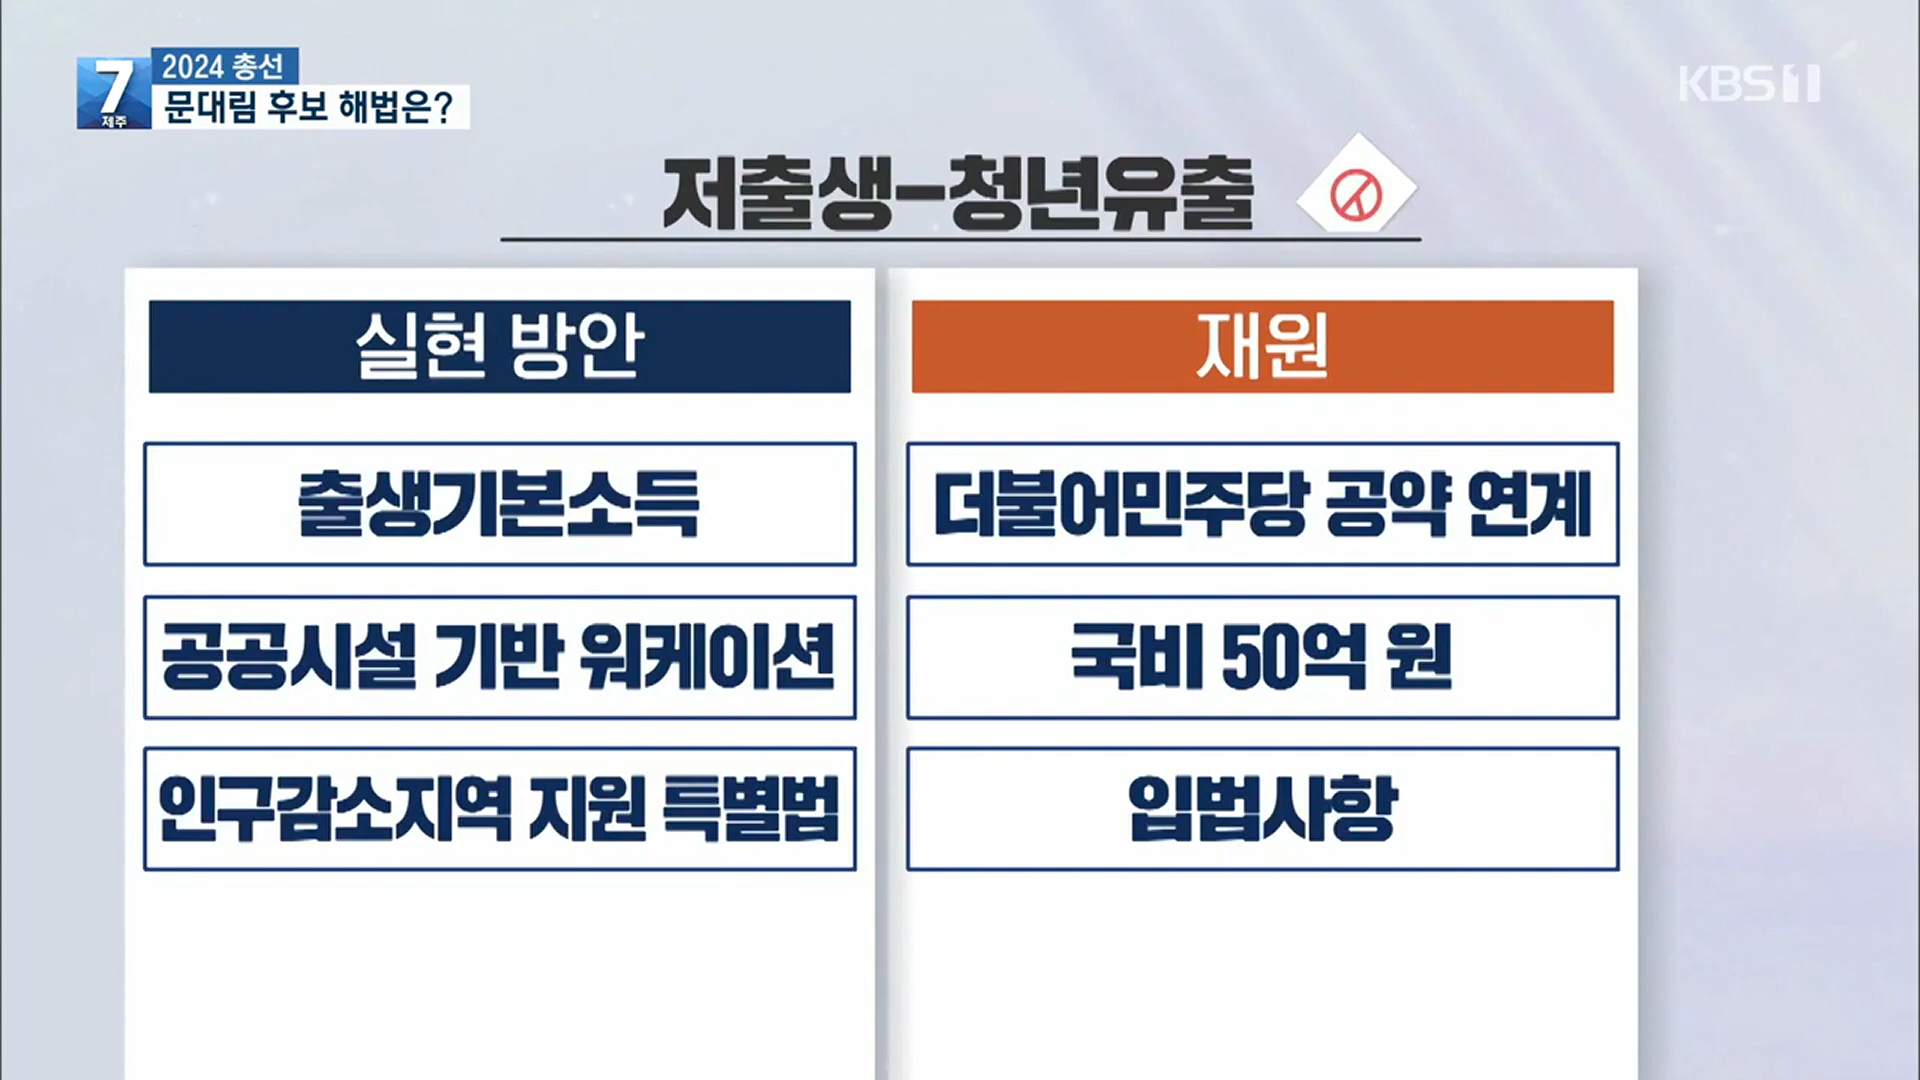 7
제주
2024 총선
문대림 후보 해법은?
KBS1
저출생-청년유출
실현 방안
재원
출생기본소득
더불어민주당 공약 연계
공공시설 기반 워케이션
국비 50억 원
인구감소지역 지원 특별법
입법사항